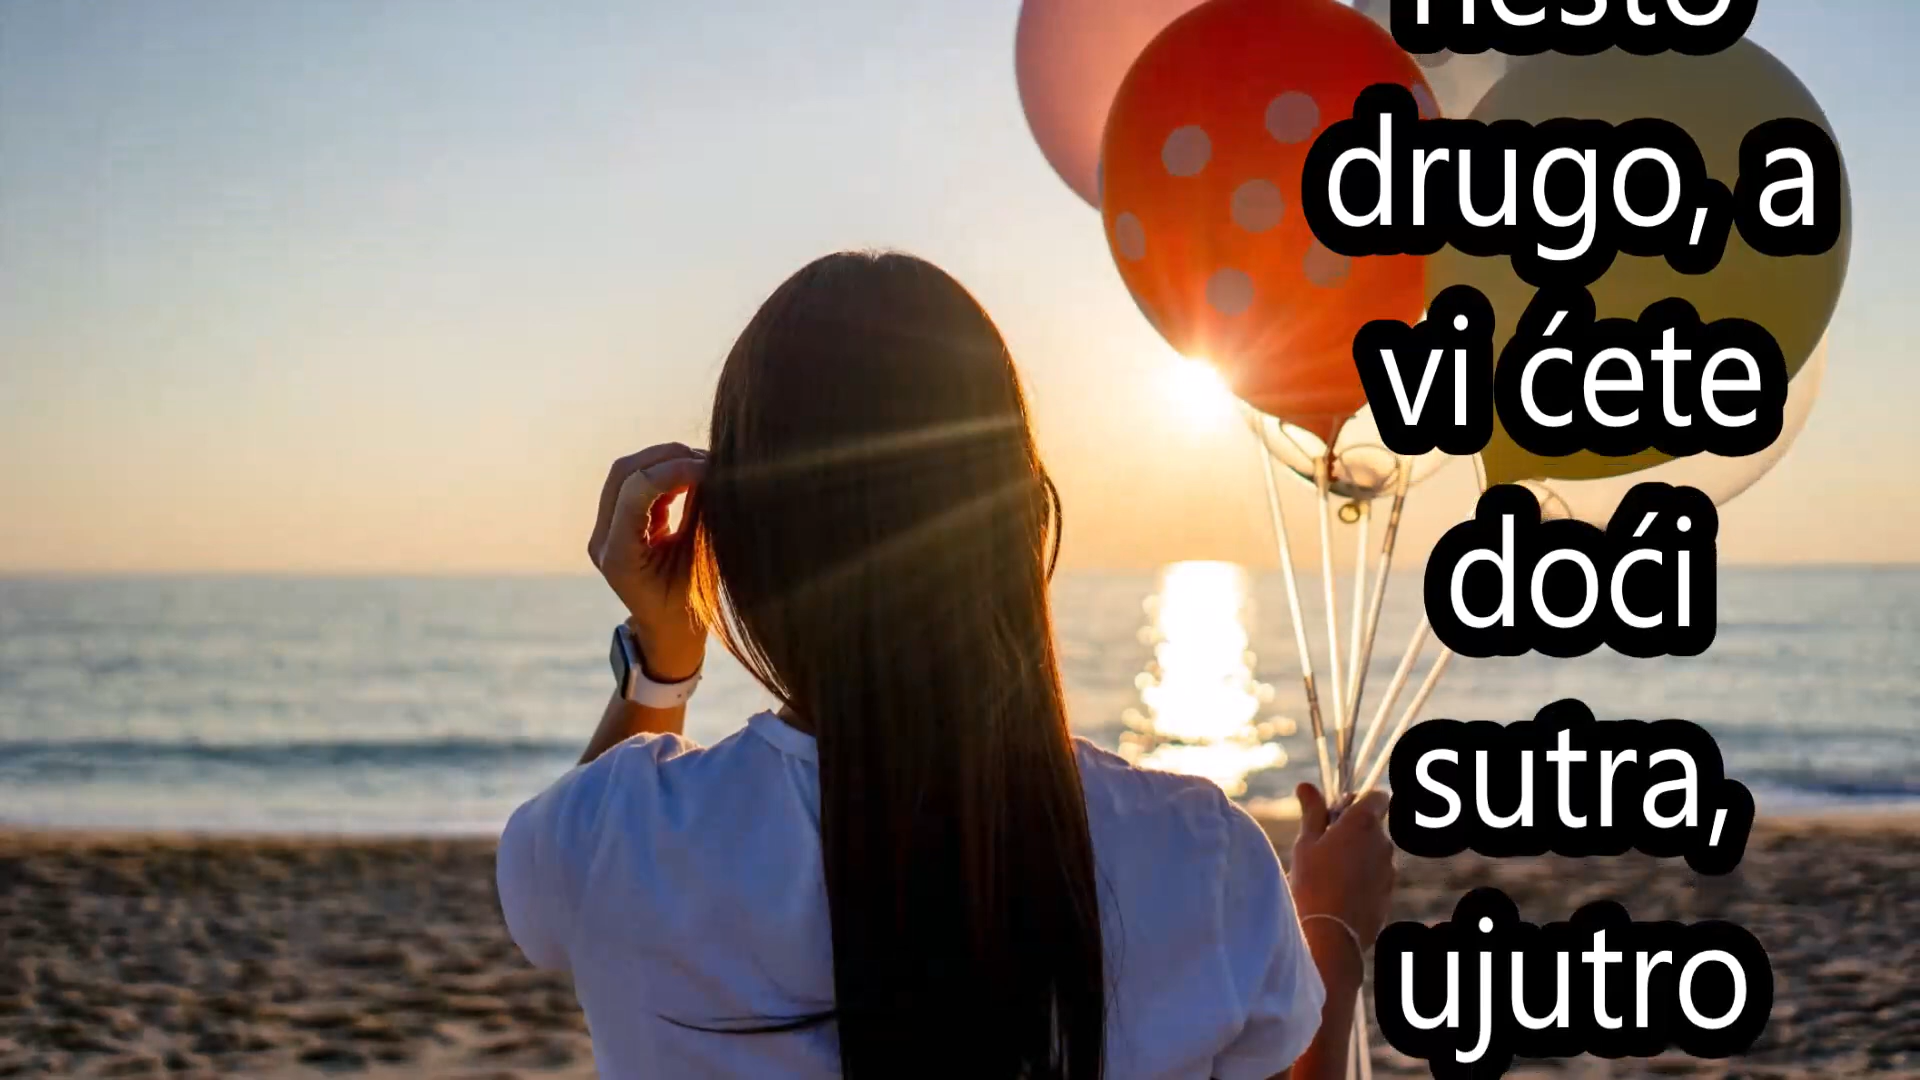 drugo, a
vi ćete
doći
sutra,
ujutro